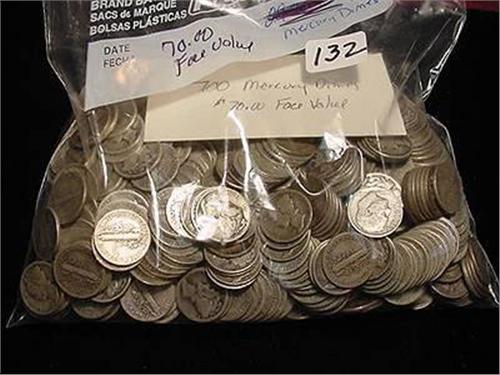 BRAND BA
SACS de MARQUE
BOLSAS PLÁSTICAS
DATE
FECHA
70.00
Face Value
Mercury Dimes
132
700 Mercury Dimes
$70.00 Face Value